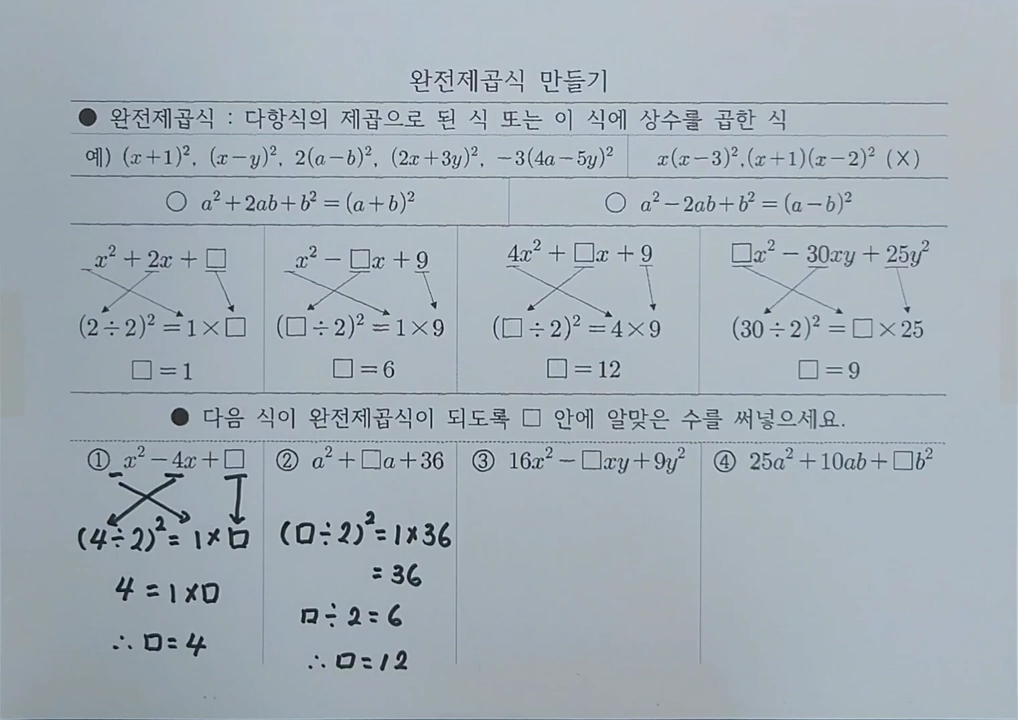 완전제곱식 만들기
● 완전제곱식 : 다항식의 제곱으로 된 식 또는 이 식에 상수를 곱한 식
예) (x+1)², (x−y)², 2(a−b)², (2x+3y)², −3(4a−5y)² x(x−3)²,(x+1)(x−2)² (×)
○ a²+2ab+b²=(a+b)² ○ a²−2ab+b²=(a−b)²
x²+2x+□ x²−□x+9 4x²+□x+9 □x²−30xy+25y²
(2÷2)²=1×□ (□÷2)²=1×9 (□÷2)²=4×9 (30÷2)²=□×25
□=1 □=6 □=12 □=9
● 다음 식이 완전제곱식이 되도록 □ 안에 알맞은 수를 써넣으세요.
① x²−4x+□ ② a²+□a+36 ③ 16x²−□xy+9y² ④ 25a²+10ab+□b²
(4÷2)²=1×□ (□÷2)²=1×36
4=1×□ =36
∴ □=4 □÷2=6
∴ □=12